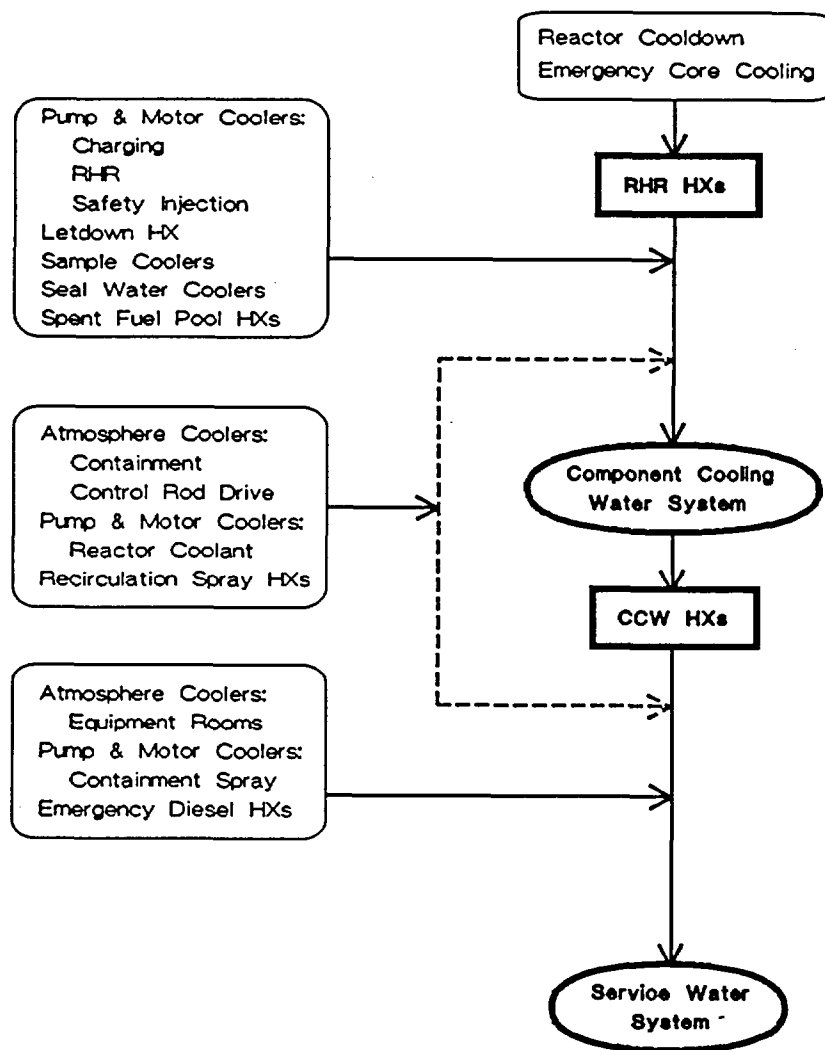 Reactor Cooldown
Emergency Core Cooling
RHR HXs
Pump & Motor Coolers:
Charging
RHR
Safety Injection
Letdown HX
Sample Coolers
Seal Water Coolers
Spent Fuel Pool HXs
Atmosphere Coolers:
Containment
Control Rod Drive
Pump & Motor Coolers:
Reactor Coolant
Recirculation Spray HXs
Component Cooling
Water System
CCW HXs
Atmosphere Coolers:
Equipment Rooms
Pump & Motor Coolers:
Containment Spray
Emergency Diesel HXs
Service Water
System